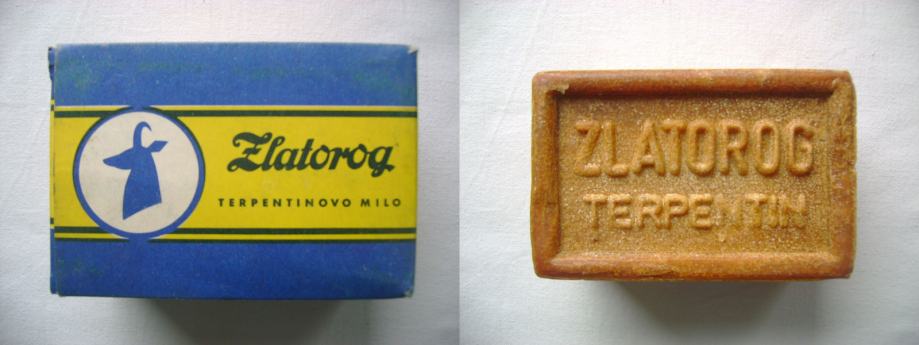 Zlatorog
TERPENTINOVO MILO
ZLATOROG
TERPENTIN